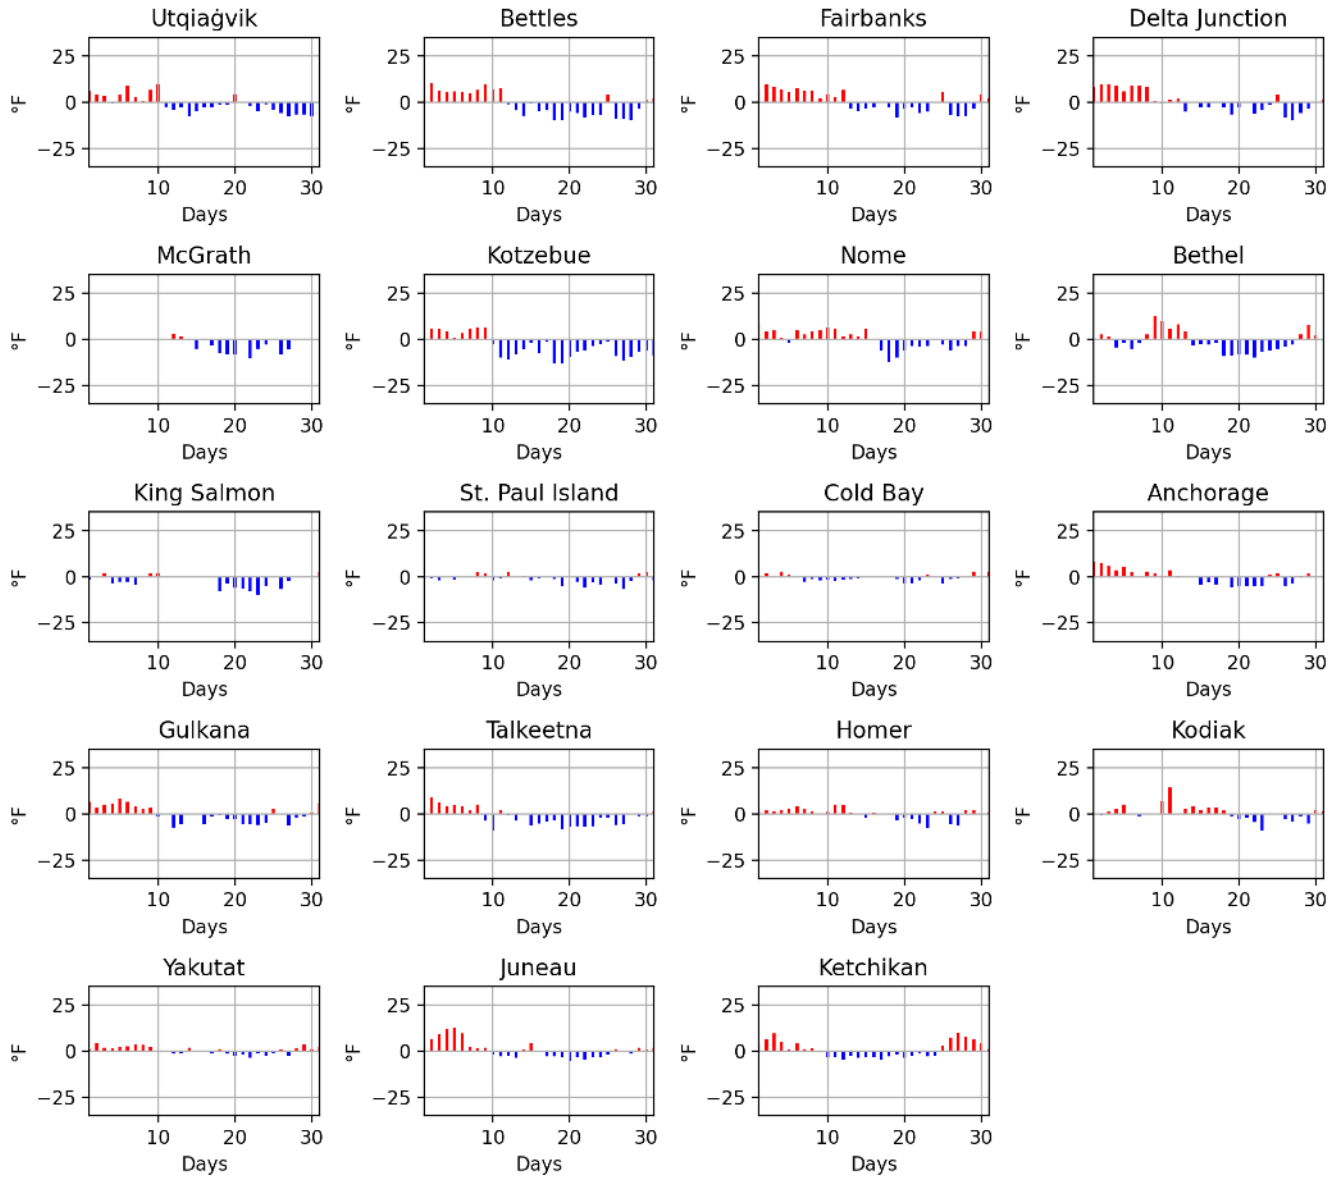 Utqiaġvik Bettles Fairbanks Delta Junction
25 25 25 25
°F 0 °F 0 °F 0 °F 0
−25 −25 −25 −25
10 20 30 10 20 30 10 20 30 10 20 30
Days Days Days Days
McGrath Kotzebue Nome Bethel
25 25 25 25
°F 0 °F 0 °F 0 °F 0
−25 −25 −25 −25
10 20 30 10 20 30 10 20 30 10 20 30
Days Days Days Days
King Salmon St. Paul Island Cold Bay Anchorage
25 25 25 25
°F 0 °F 0 °F 0 °F 0
−25 −25 −25 −25
10 20 30 10 20 30 10 20 30 10 20 30
Days Days Days Days
Gulkana Talkeetna Homer Kodiak
25 25 25 25
°F 0 °F 0 °F 0 °F 0
−25 −25 −25 −25
10 20 30 10 20 30 10 20 30 10 20 30
Days Days Days Days
Yakutat Juneau Ketchikan
25 25 25
°F 0 °F 0 °F 0
−25 −25 −25
10 20 30 10 20 30 10 20 30
Days Days Days